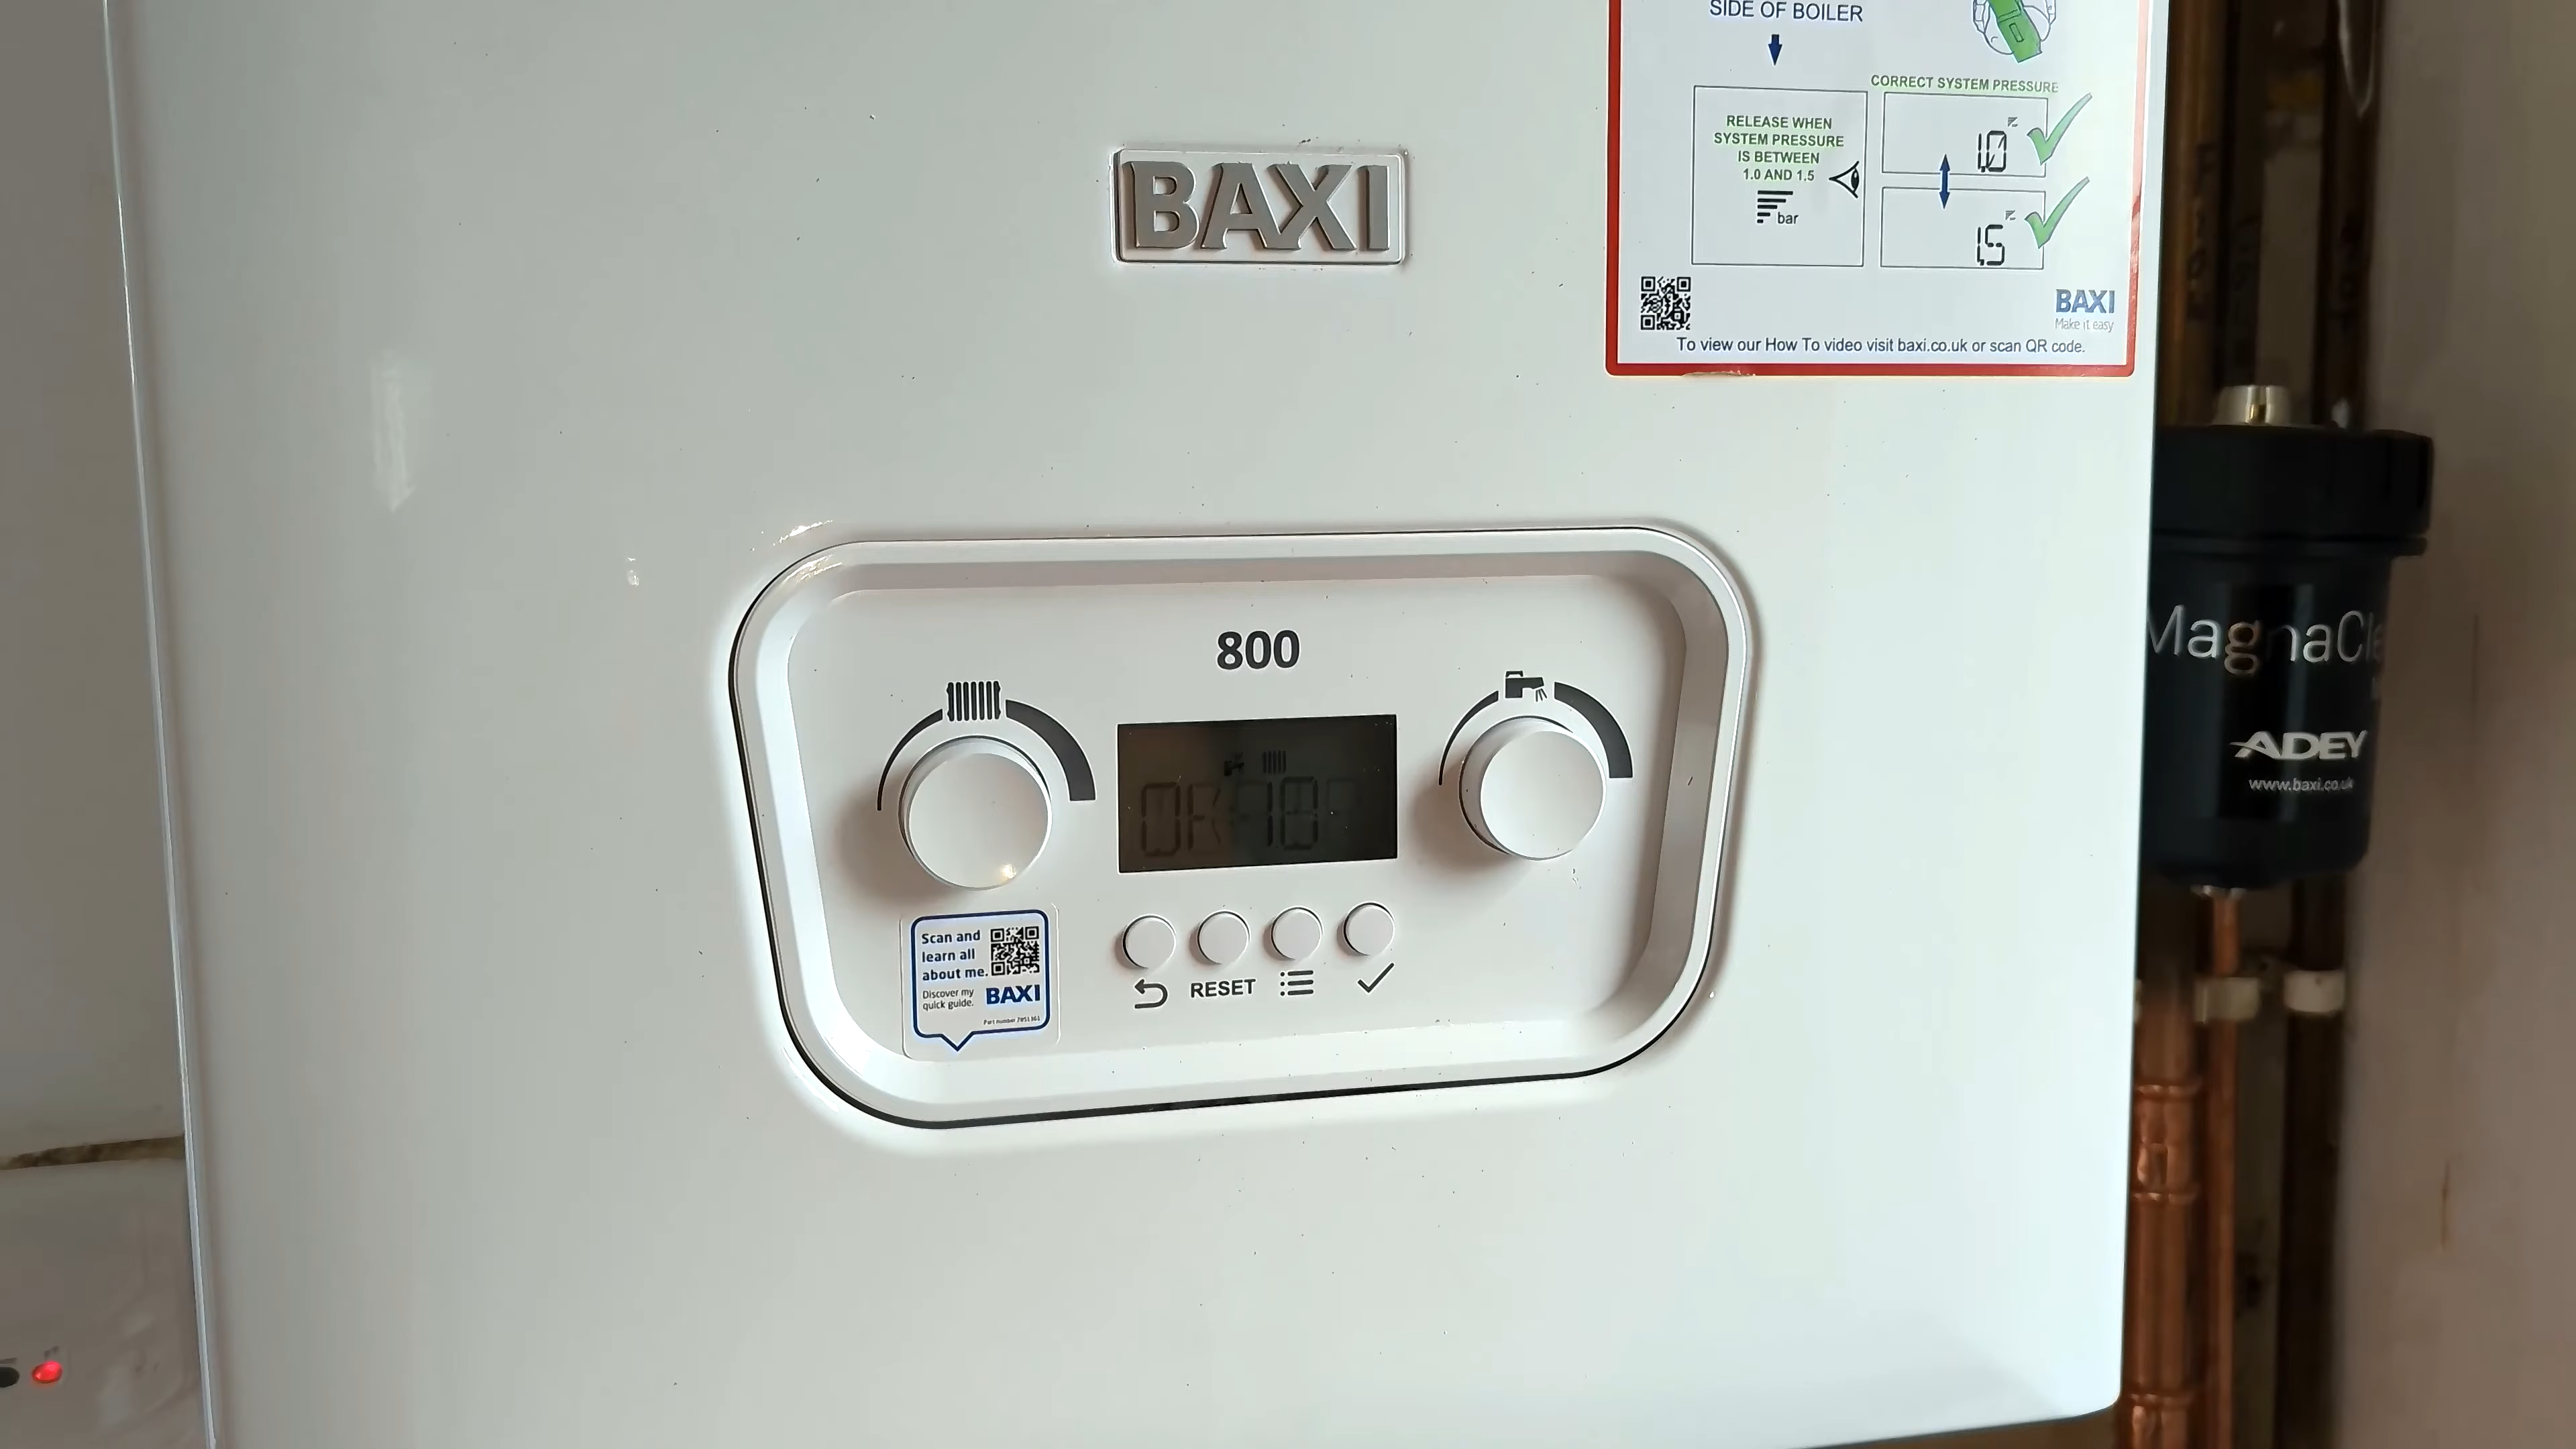 SIDE OF BOILER
CORRECT SYSTEM PRESSURE
RELEASE WHEN
SYSTEM PRESSURE
IS BETWEEN
1.0 AND 1.5
bar
1.0
1.5
BAXI
Make it easy
To view our How To video visit baxi.co.uk or scan QR code.
BAXI
800
Scan and
learn all
about me.
Discover my
quick guide.
BAXI
Part number
RESET
ADEY
www.baxi.co.uk